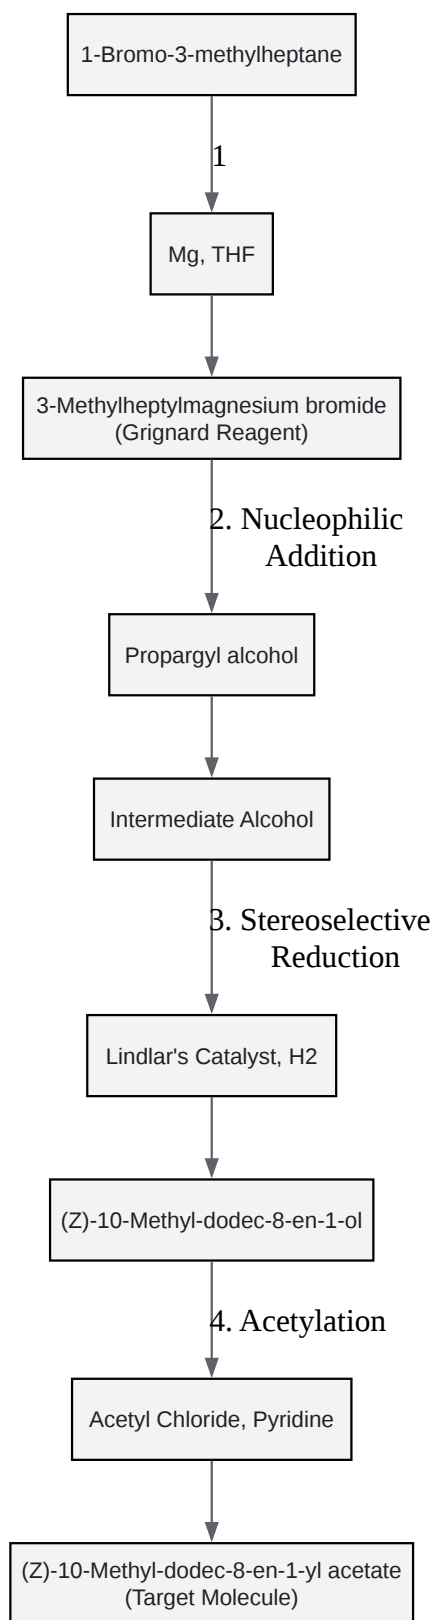 1-Bromo-3-methylheptane
1
Mg, THF
3-Methylheptylmagnesium bromide
(Grignard Reagent)
2. Nucleophilic
Addition
Propargyl alcohol
Intermediate Alcohol
3. Stereoselective
Reduction
Lindlar's Catalyst, H2
(Z)-10-Methyl-dodec-8-en-1-ol
4. Acetylation
Acetyl Chloride, Pyridine
(Z)-10-Methyl-dodec-8-en-1-yl acetate
(Target Molecule)